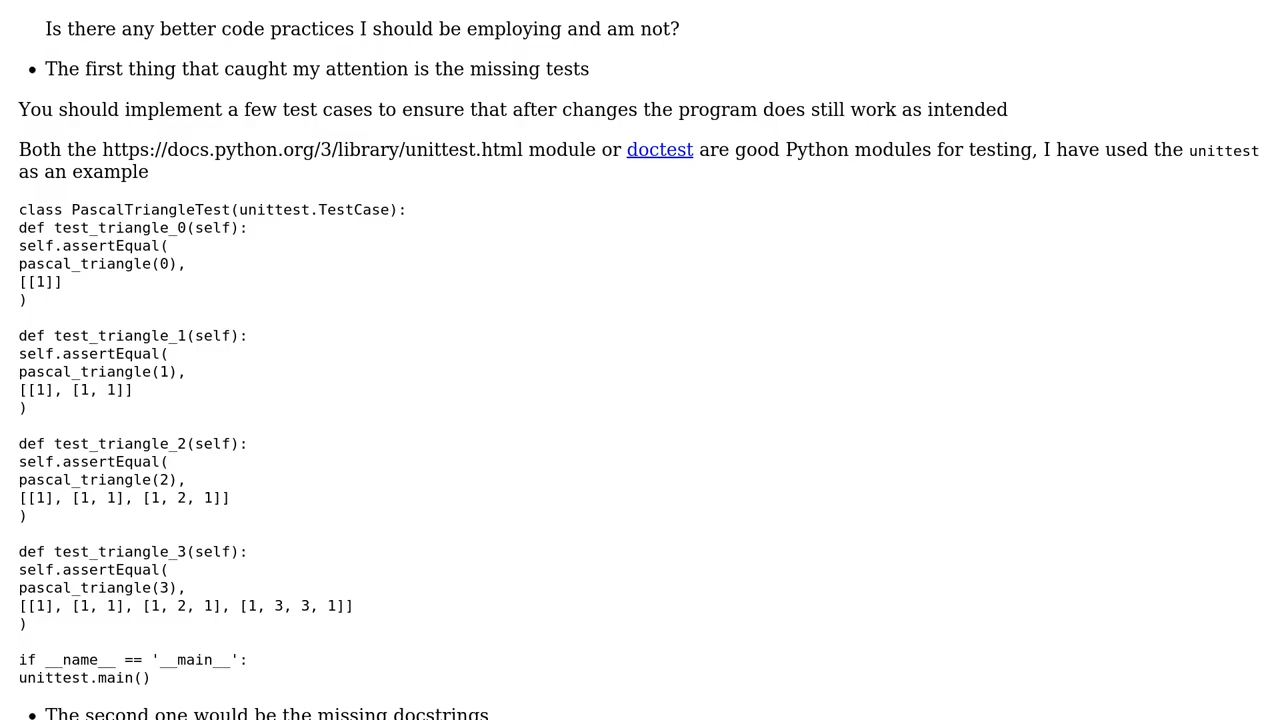 Is there any better code practices I should be employing and am not?
• The first thing that caught my attention is the missing tests
You should implement a few test cases to ensure that after changes the program does still work as intended
Both the https://docs.python.org/3/library/unittest.html module or doctest are good Python modules for testing, I have used the unittest
as an example
class PascalTriangleTest(unittest.TestCase):
def test_triangle_0(self):
self.assertEqual(
pascal_triangle(0),
[[1]]
)
def test_triangle_1(self):
self.assertEqual(
pascal_triangle(1),
[[1], [1, 1]]
)
def test_triangle_2(self):
self.assertEqual(
pascal_triangle(2),
[[1], [1, 1], [1, 2, 1]]
)
def test_triangle_3(self):
self.assertEqual(
pascal_triangle(3),
[[1], [1, 1], [1, 2, 1], [1, 3, 3, 1]]
)
if __name__ == '__main__':
unittest.main()
• The second one would be the missing docstrings